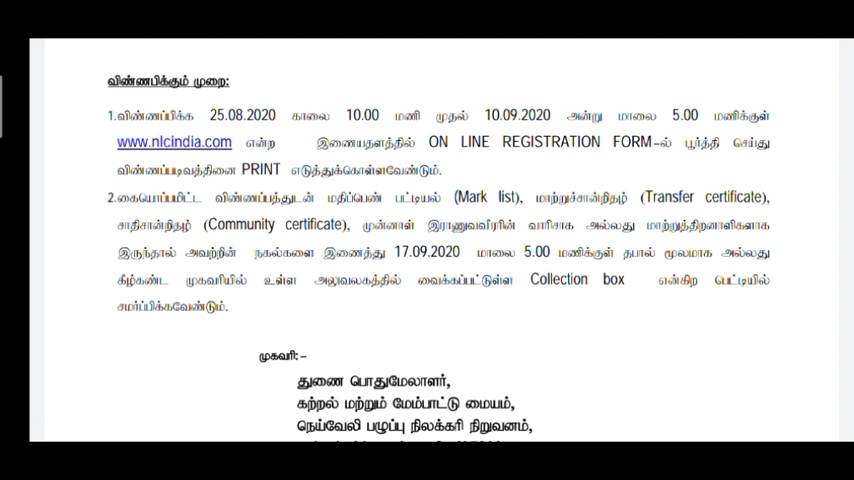 விண்ணபிக்கும் முறை:
1.விண்ணப்பிக்க 25.08.2020 காலை 10.00 மணி முதல் 10.09.2020 அன்று மாலை 5.00 மணிக்குள்
www.nlcindia.com என்ற இணையதளத்தில் ON LINE REGISTRATION FORM-ல் பூர்த்தி செய்து
விண்ணப்படிவத்தினை PRINT எடுத்துக்கொள்ளவேண்டும்.
2.கையொப்பமிட்ட விண்ணப்பத்துடன் மதிப்பெண் பட்டியல் (Mark list), மாற்றுச்சான்றிதழ் (Transfer certificate),
சாதிசான்றிதழ் (Community certificate), முன்னாள் இராணுவவீரரின் வாரிசாக அல்லது மாற்றுத்திறனாளிகளாக
இருந்தால் அவற்றின் நகல்களை இணைத்து 17.09.2020 மாலை 5.00 மணிக்குள் தபால் மூலமாக அல்லது
கீழ்கண்ட முகவரியில் உள்ள அலுவலகத்தில் வைக்கப்பட்டுள்ள Collection box என்கிற பெட்டியில்
சமர்ப்பிக்கவேண்டும்.
முகவரி:–
துணை பொதுமேலாளர்,
கற்றல் மற்றும் மேம்பாட்டு மையம்,
நெய்வேலி பழுப்பு நிலக்கரி நிறுவனம்,